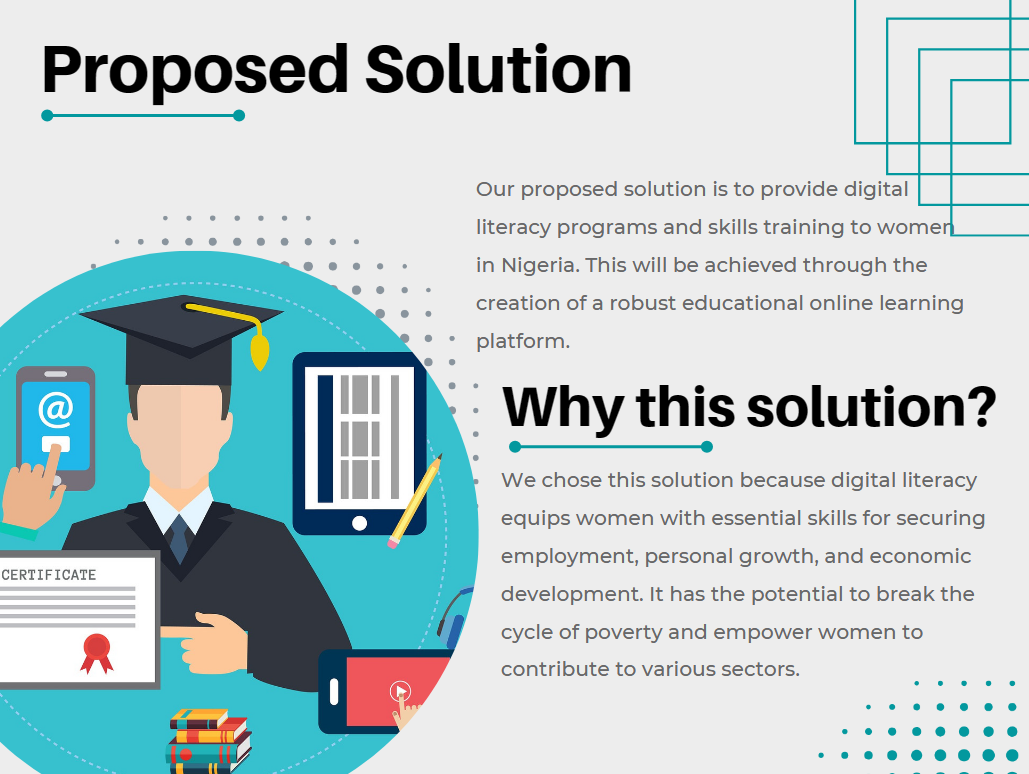 Proposed Solution
Our proposed solution is to provide digital
literacy programs and skills training to women
in Nigeria. This will be achieved through the
creation of a robust educational online learning
platform.
Why this solution?
We chose this solution because digital literacy
equips women with essential skills for securing
employment, personal growth, and economic
development. It has the potential to break the
cycle of poverty and empower women to
contribute to various sectors.
@
CERTIFICATE